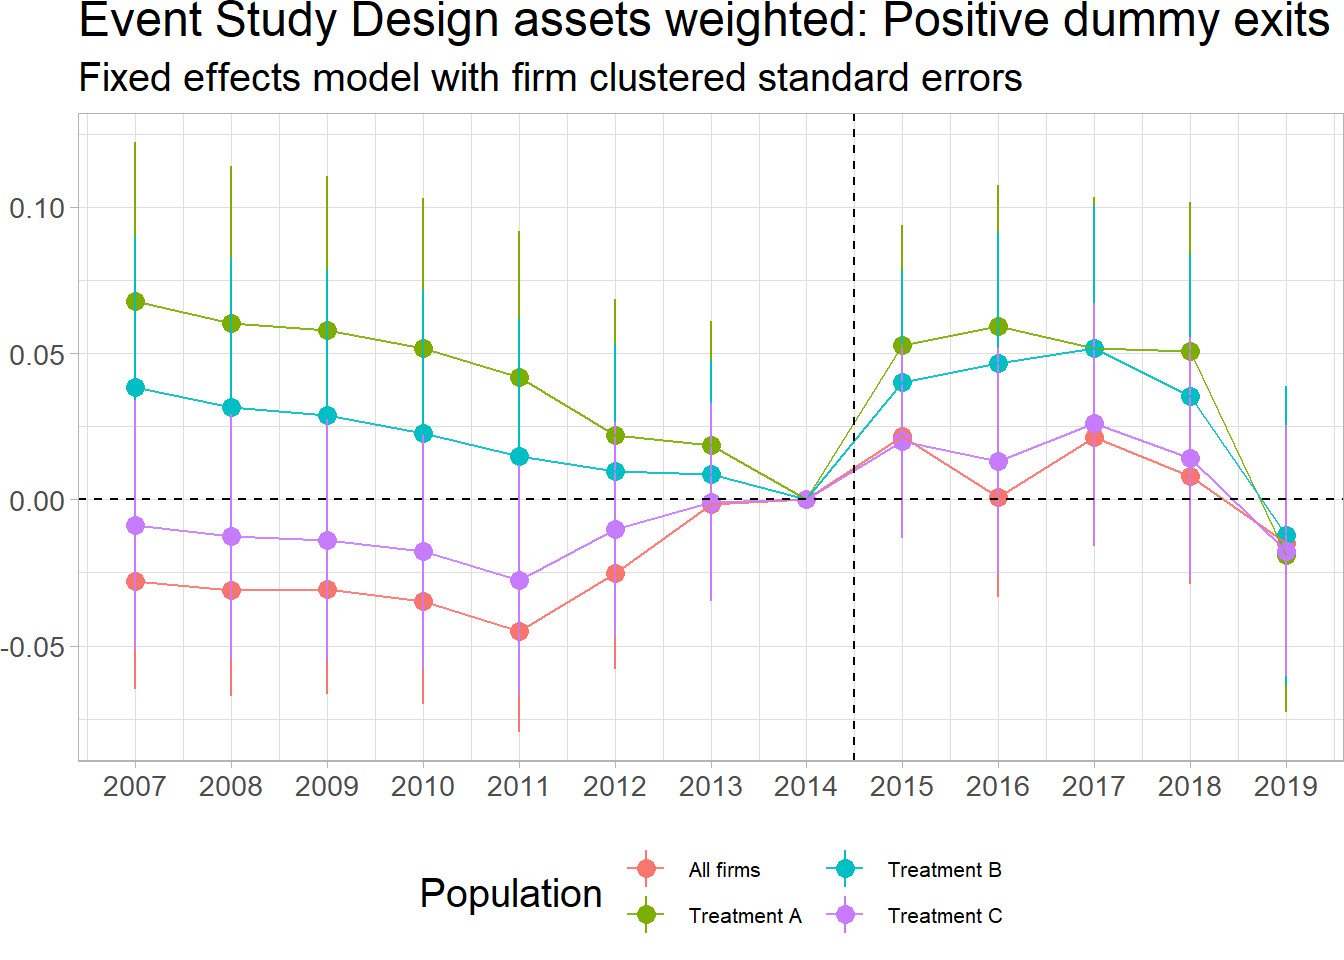 Event Study Design assets weighted: Positive dummy exits
Fixed effects model with firm clustered standard errors
0.10
0.05
0.00
-0.05
2007 2008 2009 2010 2011 2012 2013 2014 2015 2016 2017 2018 2019
Population
All firms
Treatment A
Treatment B
Treatment C